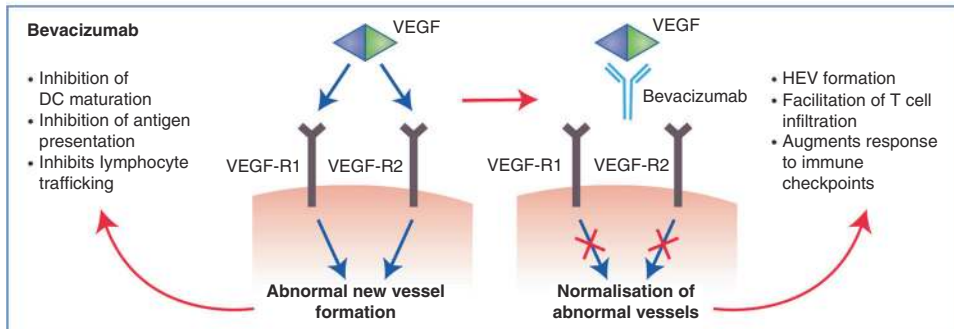 Bevacizumab
• Inhibition of
DC maturation
• Inhibition of antigen
presentation
• Inhibits lymphocyte
trafficking
VEGF
VEGF-R1
VEGF-R2
Abnormal new vessel
formation
VEGF
Bevacizumab
VEGF-R1
VEGF-R2
Normalisation of
abnormal vessels
• HEV formation
• Facilitation of T cell
infiltration
• Augments response
to immune
checkpoints